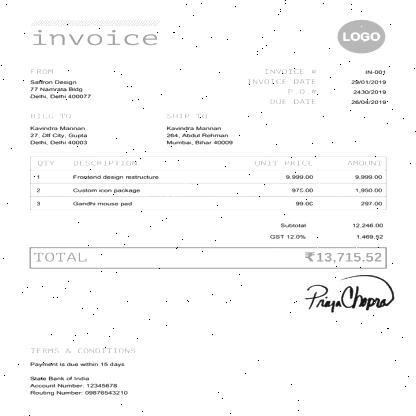 invoice
LOGO
FROM
Saffron Design
77 Namrata Bldg
Delhi, Delhi 400077
INVOICE # IN-001
INVOICE DATE 29/01/2019
P.O.# 2430/2019
DUE DATE 26/04/2019
BILL TO
Kavindra Mannan
27, Dlf City, Gupta
Delhi, Delhi 40003
SHIP TO
Kavindra Mannan
264, Abdul Rehman
Mumbai, Bihar 40009
QTY DESCRIPTION UNIT PRICE AMOUNT
1 Frontend design restructure 9,999.00 9,999.00
2 Custom icon package 975.00 1,950.00
3 Gandhi mouse pad 99.00 297.00
Subtotal 12,246.00
GST 12.0% 1,469.52
TOTAL ₹13,715.52
Priya Chopra
TERMS & CONDITIONS
Payment is due within 15 days
State Bank of India
Account Number: 12345678
Routing Number: 09876543210